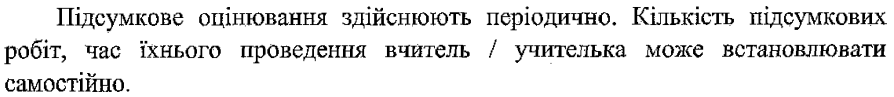 Підсумкове оцінювання здійснюють періодично. Кількість підсумкових
робіт, час їхнього проведення вчитель / учителька може встановлювати
самостійно.